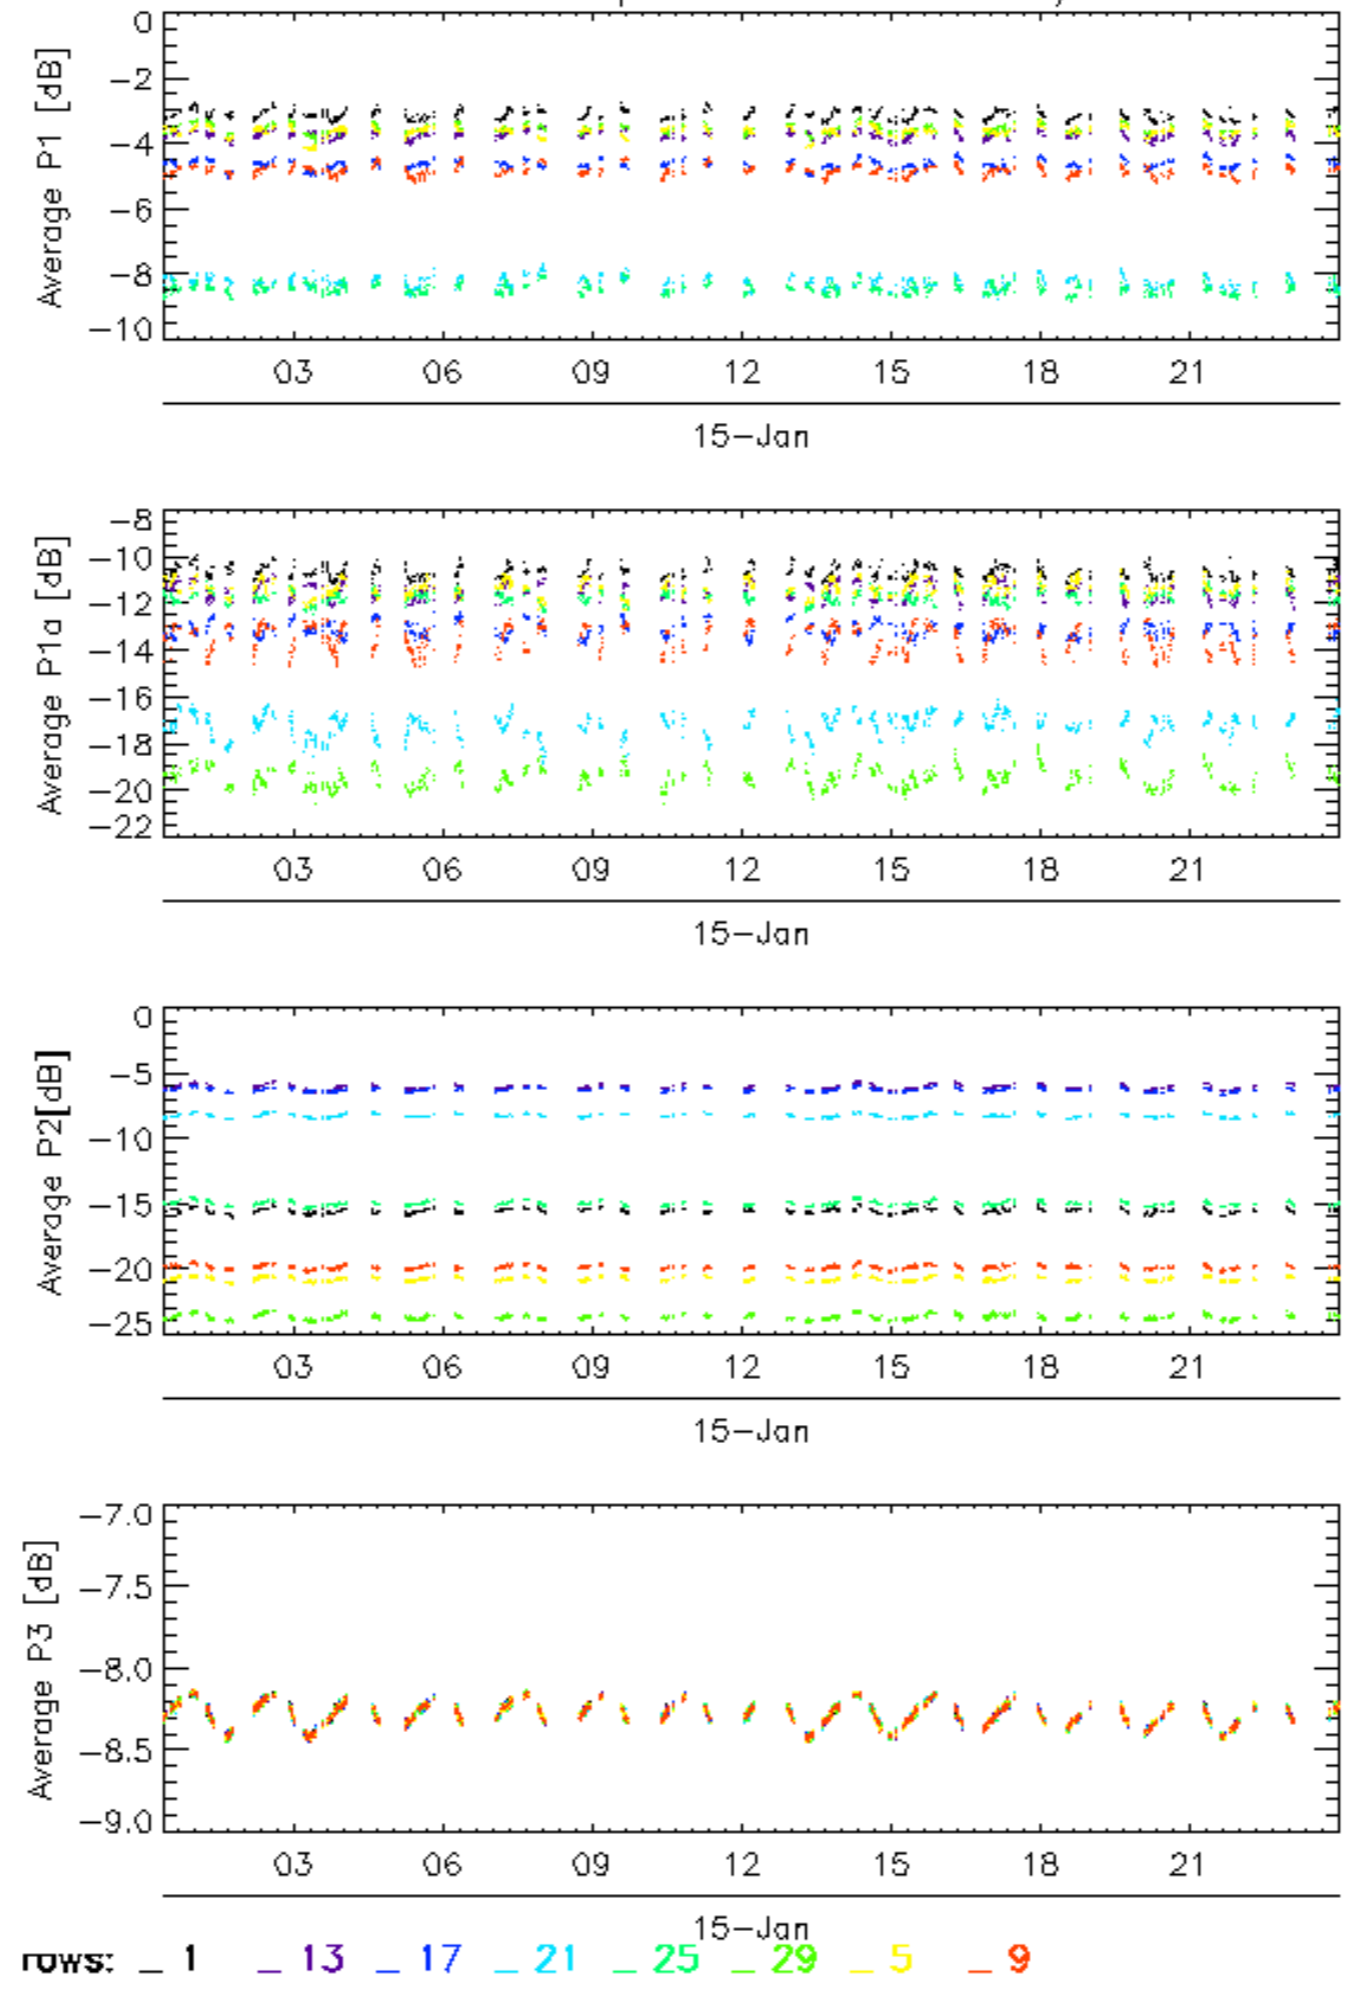 0
−2
−4
−6
−8
−10
Average P1 [dB]
03 06 09 12 15 18 21
15−Jan
−8
−10
−12
−14
−16
−18
−20
−22
Average P1a [dB]
03 06 09 12 15 18 21
15−Jan
0
−5
−10
−15
−20
−25
Average P2[dB]
03 06 09 12 15 18 21
15−Jan
−7.0
−7.5
−8.0
−8.5
−9.0
Average P3 [dB]
03 06 09 12 15 18 21
15−Jan
rows: _ 1 _ 13 _ 17 _ 21 _ 25 _ 29 _ 5 _ 9